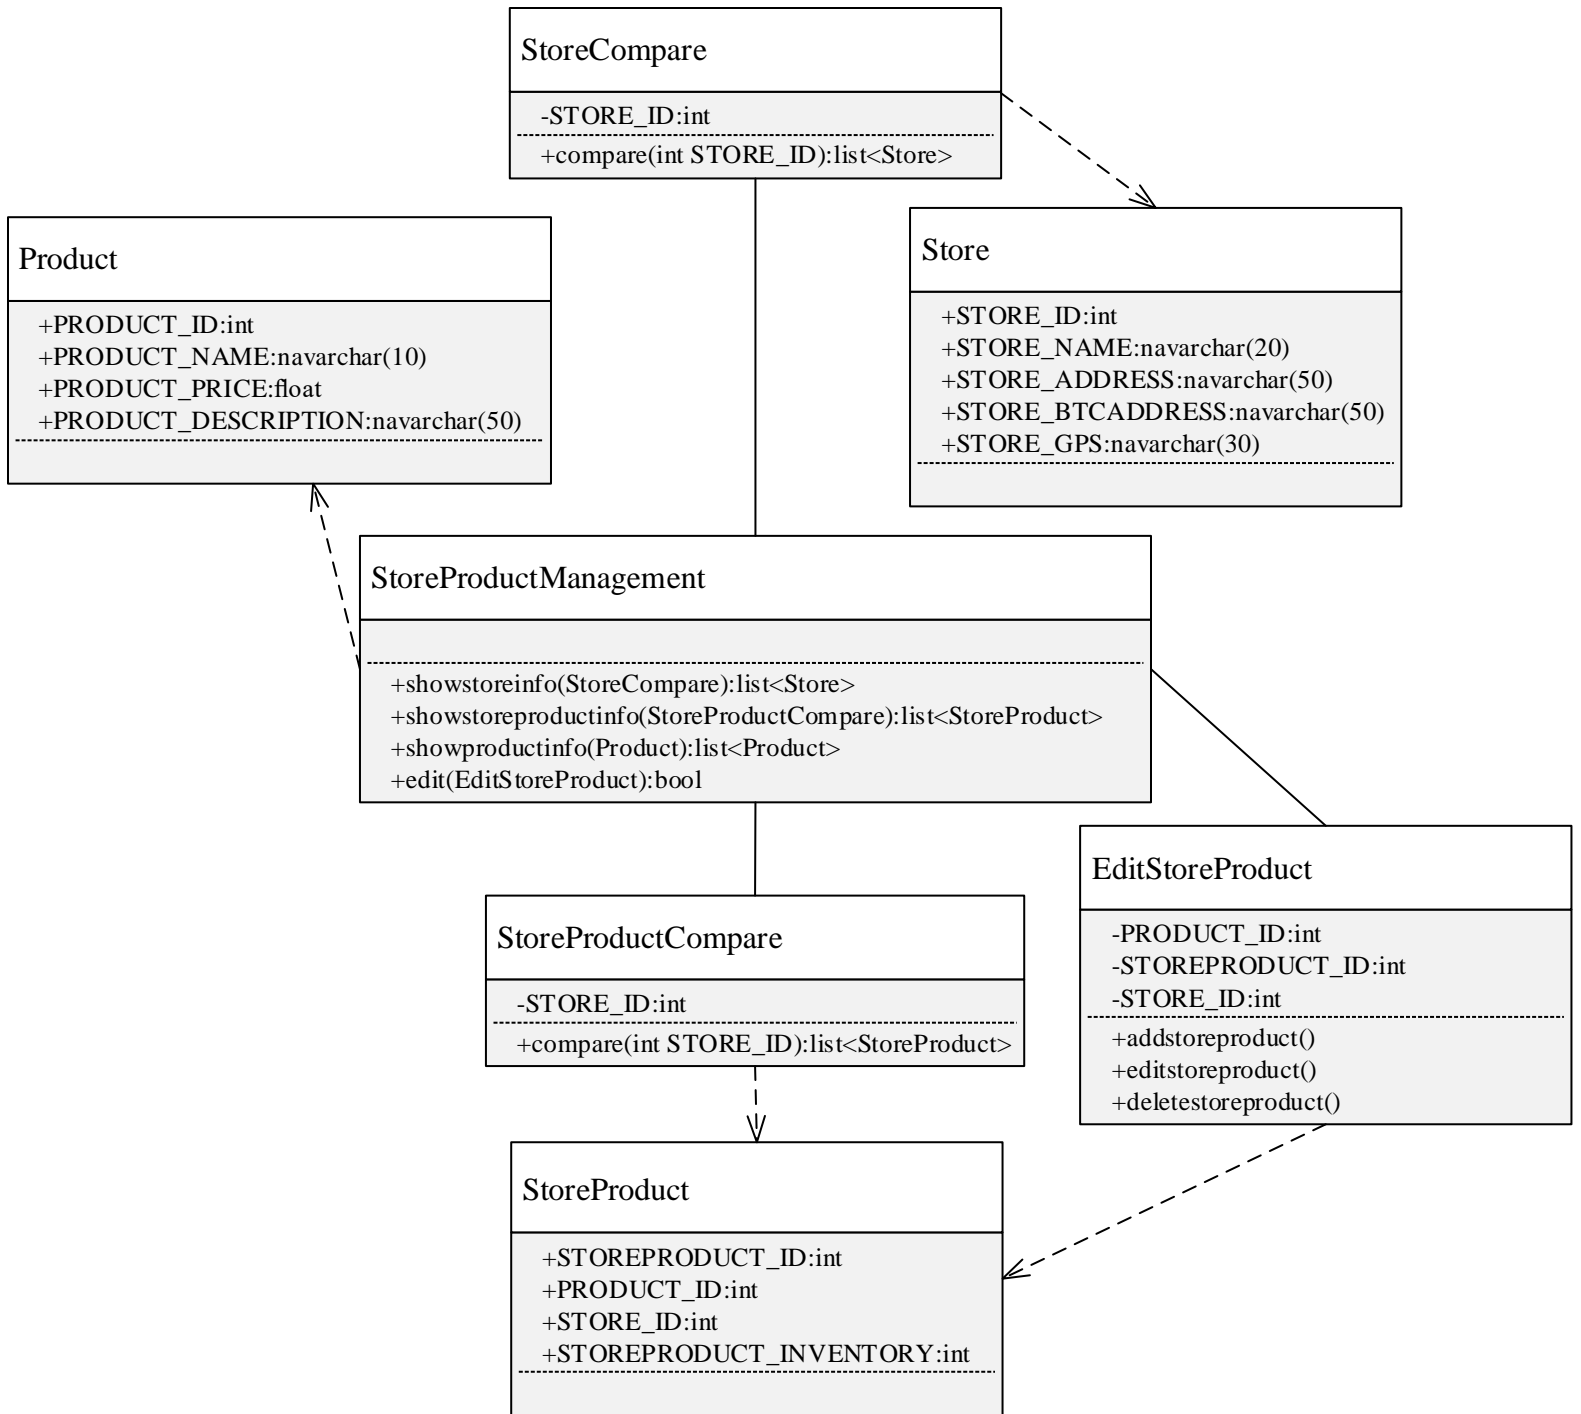 StoreCompare
-STORE_ID:int
+compare(int STORE_ID):list<Store>
Product
+PRODUCT_ID:int
+PRODUCT_NAME:navarchar(10)
+PRODUCT_PRICE:float
+PRODUCT_DESCRIPTION:navarchar(50)
Store
+STORE_ID:int
+STORE_NAME:navarchar(20)
+STORE_ADDRESS:navarchar(50)
+STORE_BTCADDRESS:navarchar(50)
+STORE_GPS:navarchar(30)
StoreProductManagement
+showstoreinfo(StoreCompare):list<Store>
+showstoreproductinfo(StoreProductCompare):list<StoreProduct>
+showproductinfo(Product):list<Product>
+edit(EditStoreProduct):bool
StoreProductCompare
-STORE_ID:int
+compare(int STORE_ID):list<StoreProduct>
EditStoreProduct
-PRODUCT_ID:int
-STOREPRODUCT_ID:int
-STORE_ID:int
+addstoreproduct()
+editstoreproduct()
+deletestoreproduct()
StoreProduct
+STOREPRODUCT_ID:int
+PRODUCT_ID:int
+STORE_ID:int
+STOREPRODUCT_INVENTORY:int